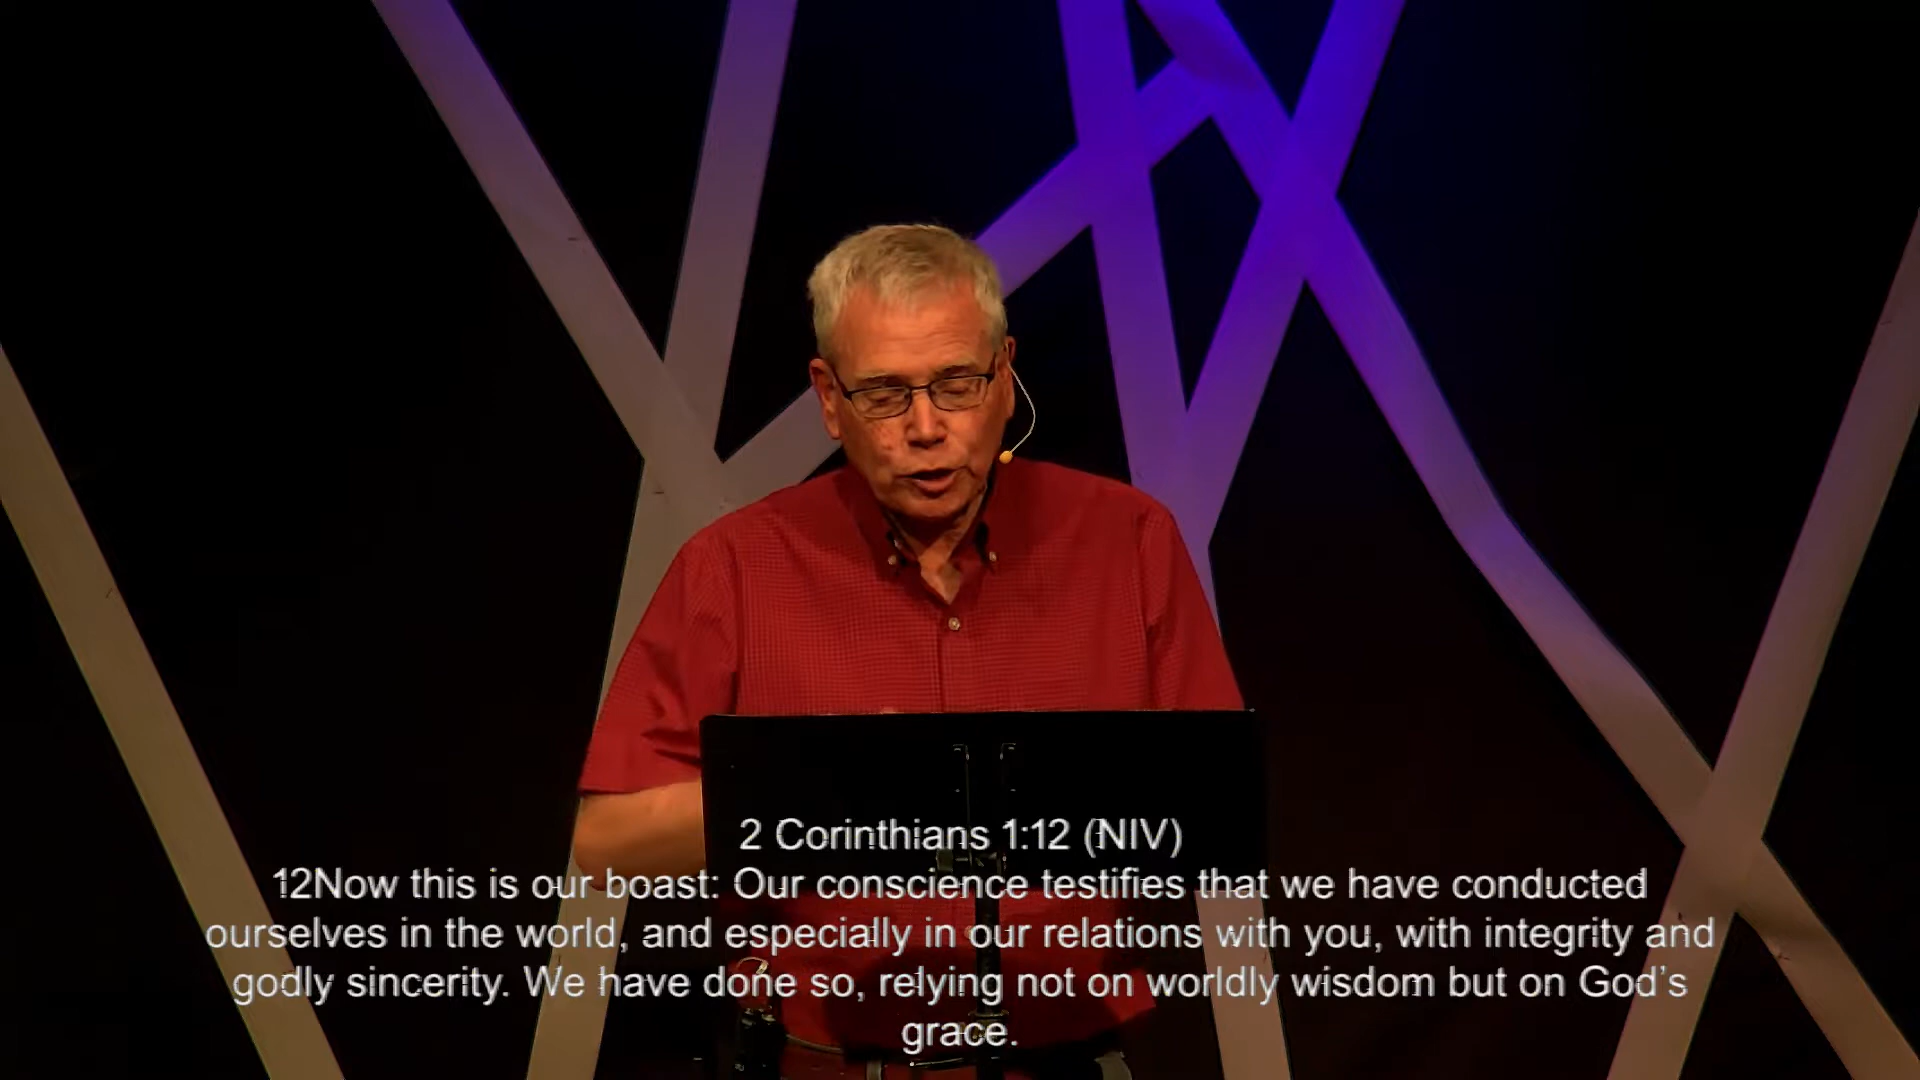 2 Corinthians 1:12 (NIV)
12Now this is our boast: Our conscience testifies that we have conducted
ourselves in the world, and especially in our relations with you, with integrity and
godly sincerity. We have done so, relying not on worldly wisdom but on God’s
grace.